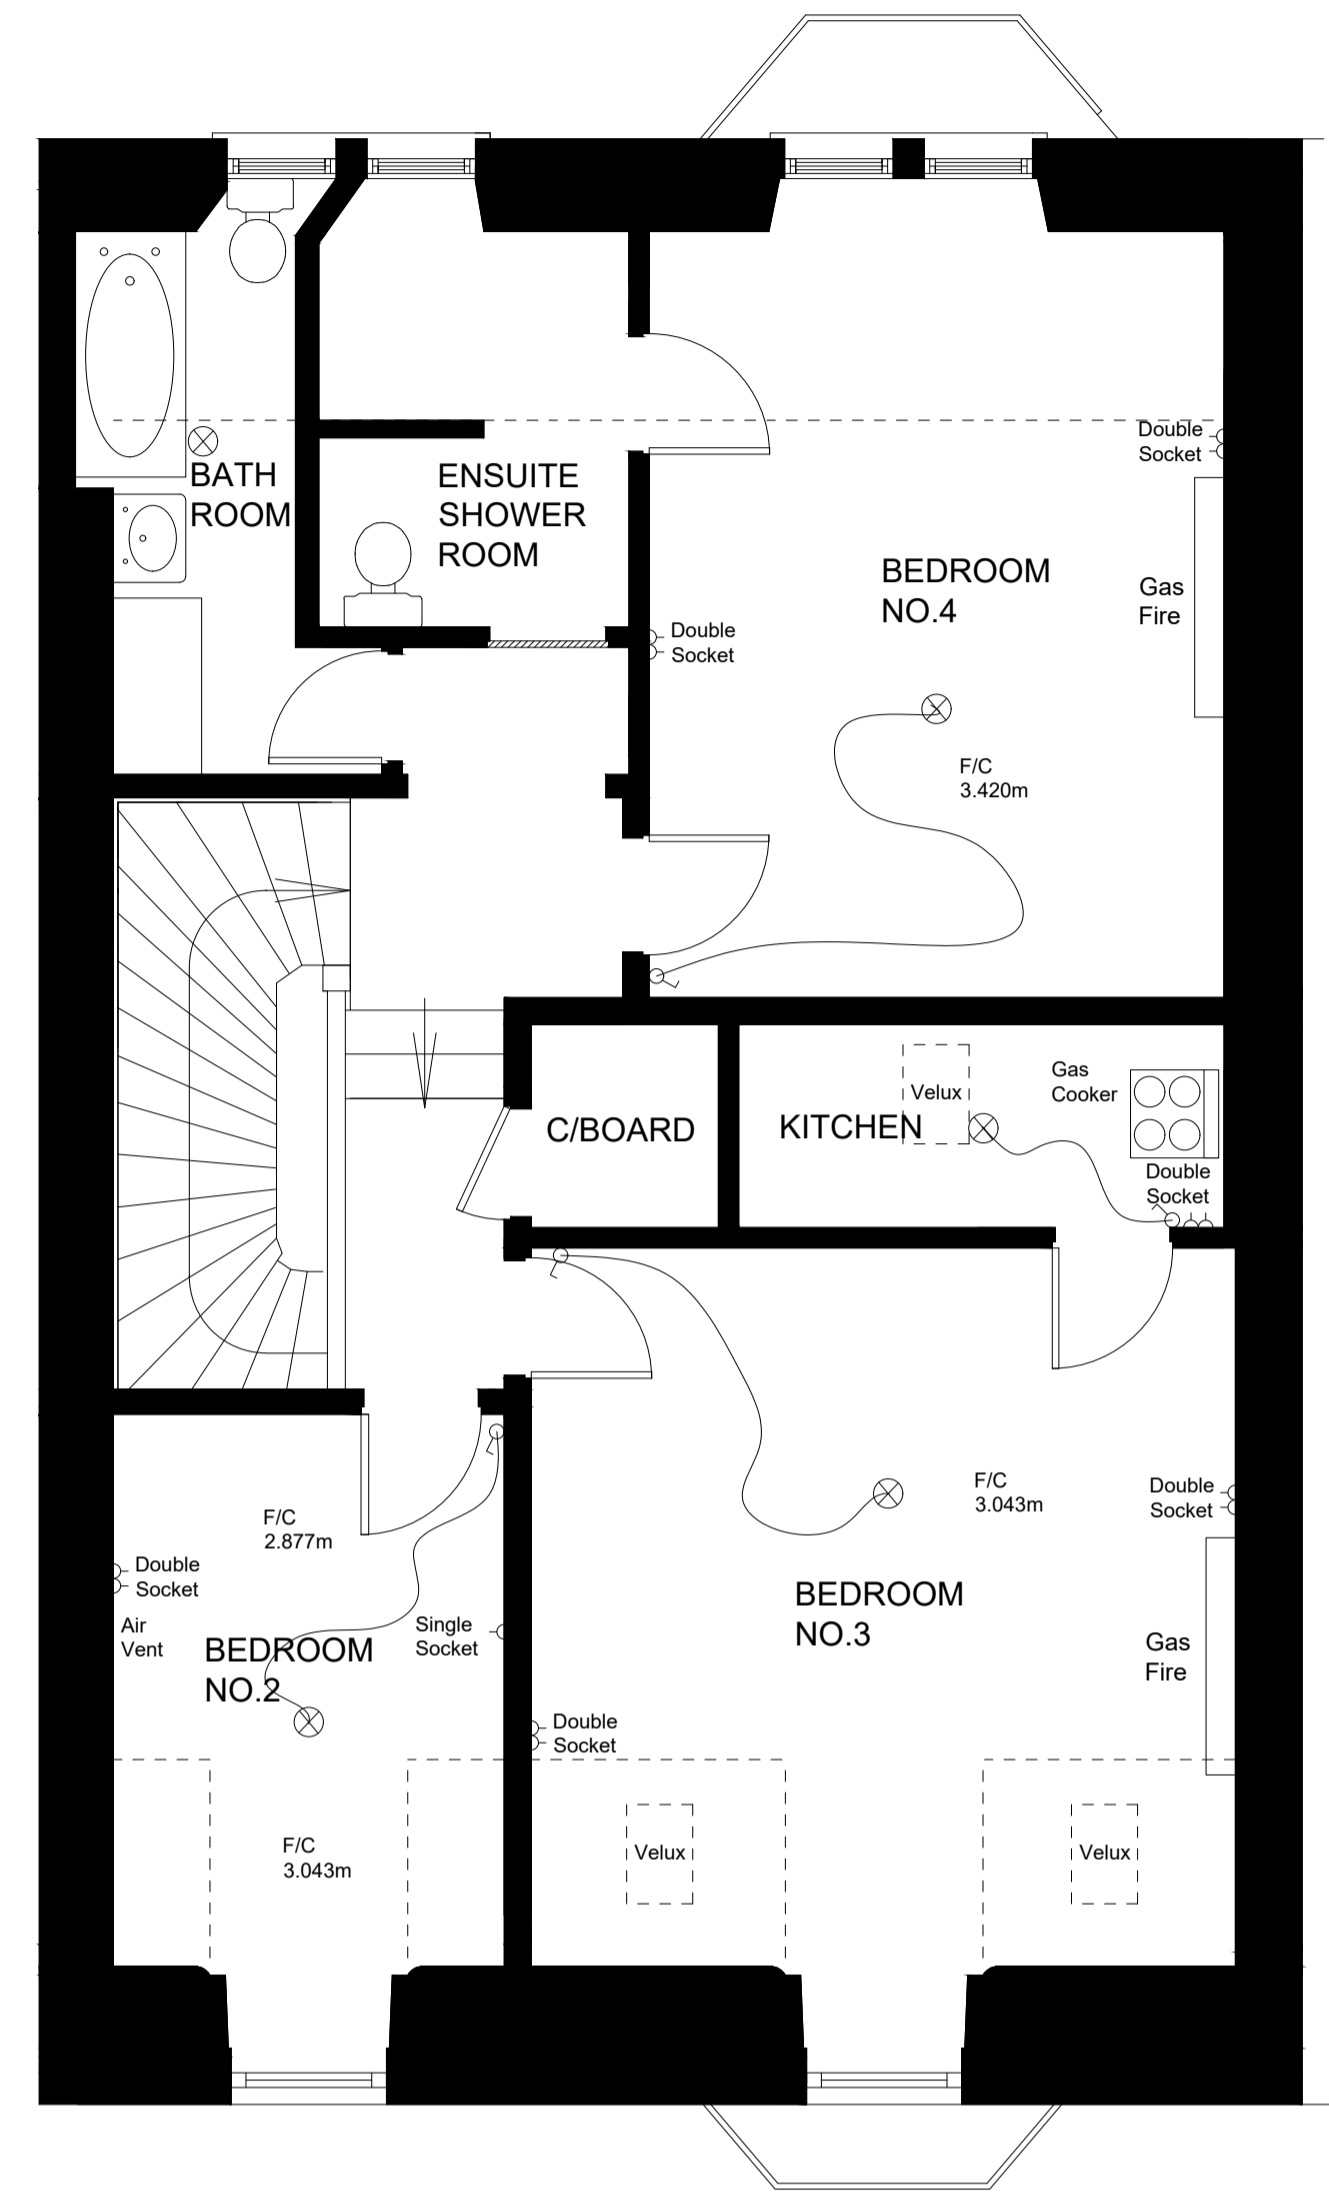 BATH
ROOM
ENSUITE
SHOWER
ROOM
Double
Socket
BEDROOM
NO.4
Gas
Fire
Double
Socket
F/C
3.420m
C/BOARD
KITCHEN
Velux
Gas
Cooker
Double
Socket
F/C
3.043m
Double
Socket
F/C
2.877m
Double
Socket
Air
Vent
BEDROOM
NO.2
Single
Socket
BEDROOM
NO.3
Gas
Fire
Double
Socket
F/C
3.043m
Velux
Velux